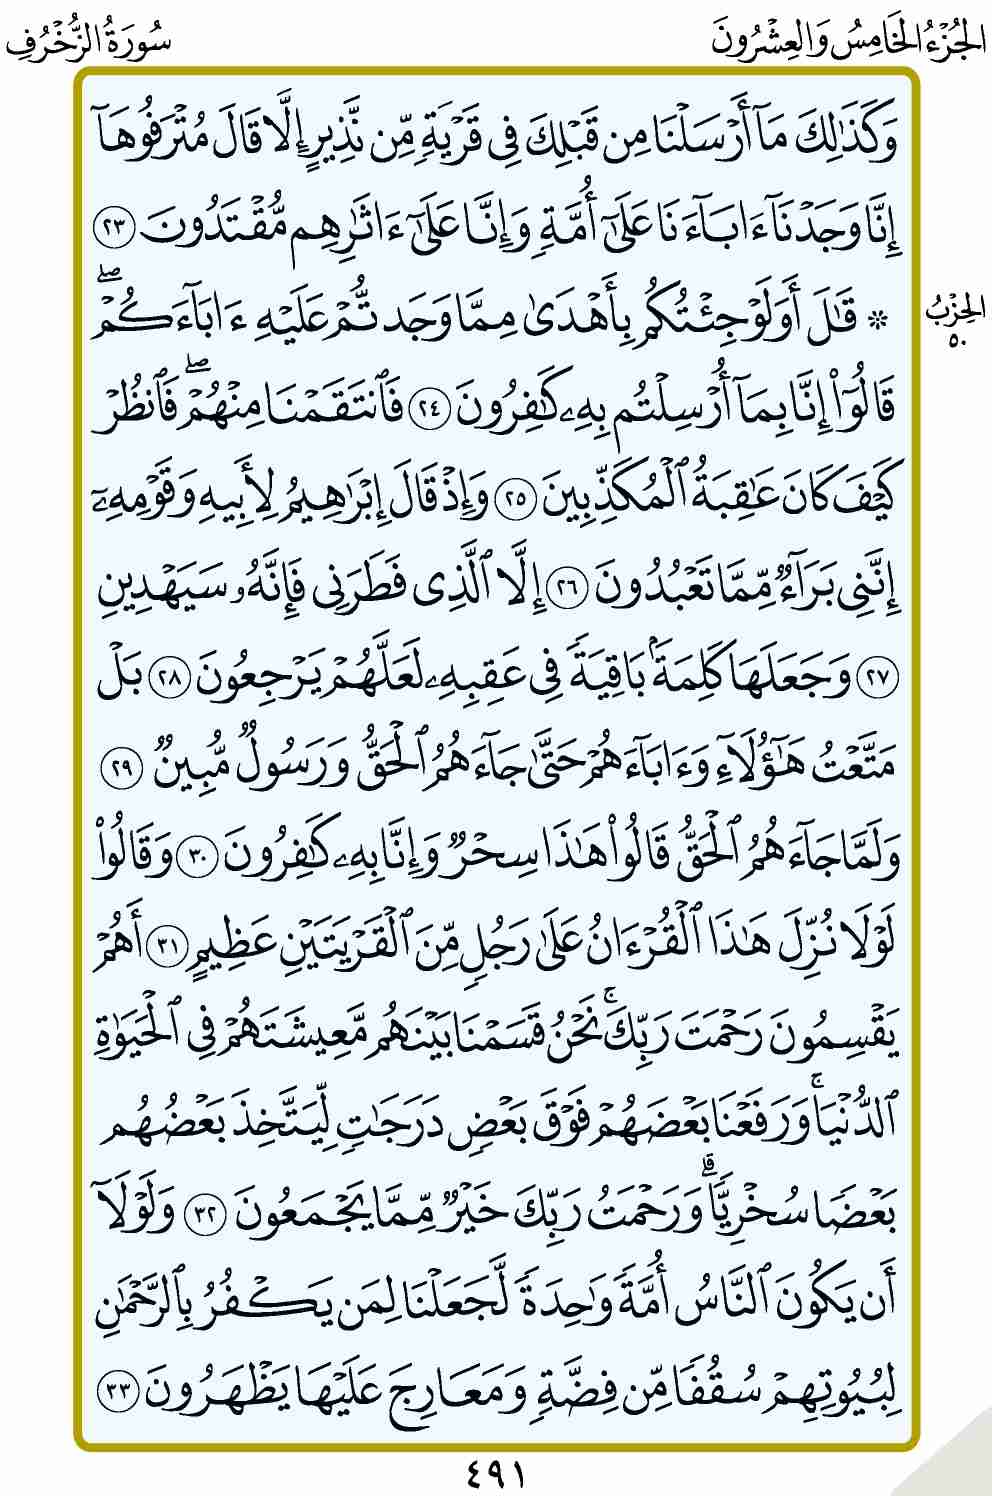 الجُزْءُ الخَامِسُ وَالعِشْرُونَ
سُورَةُ الزُّخْرُفِ
وَكَذَٰلِكَ مَآ أَرْسَلْنَا مِن قَبْلِكَ فِى قَرْيَةٍ مِّن نَّذِيرٍ إِلَّا قَالَ مُتْرَفُوهَآ
إِنَّا وَجَدْنَآ ءَابَآءَنَا عَلَىٰٓ أُمَّةٍ وَإِنَّا عَلَىٰٓ ءَاثَـٰرِهِم مُّقْتَدُونَ ٢٣
الحِزْبُ ٥٠
۞ قَـٰلَ أَوَلَوْ جِئْتُكُم بِأَهْدَىٰ مِمَّا وَجَدتُّمْ عَلَيْهِ ءَابَآءَكُمْ ۖ
قَالُوٓا۟ إِنَّا بِمَآ أُرْسِلْتُم بِهِۦ كَـٰفِرُونَ ٢٤ فَٱنتَقَمْنَا مِنْهُمْ ۖ فَٱنظُرْ
كَيْفَ كَانَ عَـٰقِبَةُ ٱلْمُكَذِّبِينَ ٢٥ وَإِذْ قَالَ إِبْرَٰهِيمُ لِأَبِيهِ وَقَوْمِهِۦٓ
إِنَّنِى بَرَآءٌ مِّمَّا تَعْبُدُونَ ٢٦ إِلَّا ٱلَّذِى فَطَرَنِى فَإِنَّهُۥ سَيَهْدِينِ
٢٧ وَجَعَلَهَا كَلِمَةًۢ بَاقِيَةً فِى عَقِبِهِۦ لَعَلَّهُمْ يَرْجِعُونَ ٢٨ بَلْ
مَتَّعْتُ هَـٰٓؤُلَآءِ وَءَابَآءَهُمْ حَتَّىٰ جَآءَهُمُ ٱلْحَقُّ وَرَسُولٌ مُّبِينٌ ٢٩
وَلَمَّا جَآءَهُمُ ٱلْحَقُّ قَالُوا۟ هَـٰذَا سِحْرٌ وَإِنَّا بِهِۦ كَـٰفِرُونَ ٣٠ وَقَالُوا۟
لَوْلَا نُزِّلَ هَـٰذَا ٱلْقُرْءَانُ عَلَىٰ رَجُلٍ مِّنَ ٱلْقَرْيَتَيْنِ عَظِيمٍ ٣١ أَهُمْ
يَقْسِمُونَ رَحْمَتَ رَبِّكَ ۚ نَحْنُ قَسَمْنَا بَيْنَهُم مَّعِيشَتَهُمْ فِى ٱلْحَيَوٰةِ
ٱلدُّنْيَا ۚ وَرَفَعْنَا بَعْضَهُمْ فَوْقَ بَعْضٍ دَرَجَـٰتٍ لِّيَتَّخِذَ بَعْضُهُم
بَعْضًا سُخْرِيًّا ۗ وَرَحْمَتُ رَبِّكَ خَيْرٌ مِّمَّا يَجْمَعُونَ ٣٢ وَلَوْلَآ
أَن يَكُونَ ٱلنَّاسُ أُمَّةً وَٰحِدَةً لَّجَعَلْنَا لِمَن يَكْفُرُ بِٱلرَّحْمَـٰنِ
لِبُيُوتِهِمْ سُقُفًا مِّن فِضَّةٍ وَمَعَارِجَ عَلَيْهَا يَظْهَرُونَ ٣٣
٤٩١